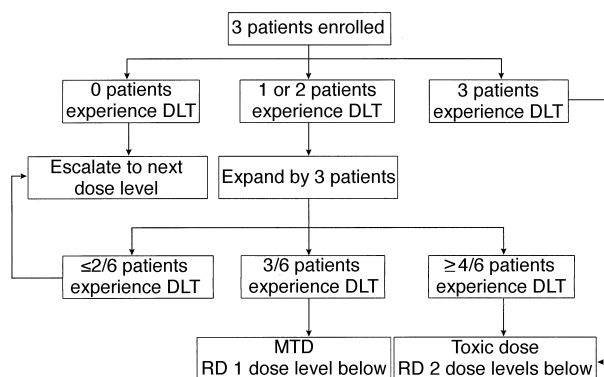 3 patients enrolled
0 patients
experience DLT
1 or 2 patients
experience DLT
3 patients
experience DLT
Escalate to next
dose level
Expand by 3 patients
≤2/6 patients
experience DLT
3/6 patients
experience DLT
≥4/6 patients
experience DLT
MTD
RD 1 dose level below
Toxic dose
RD 2 dose levels below